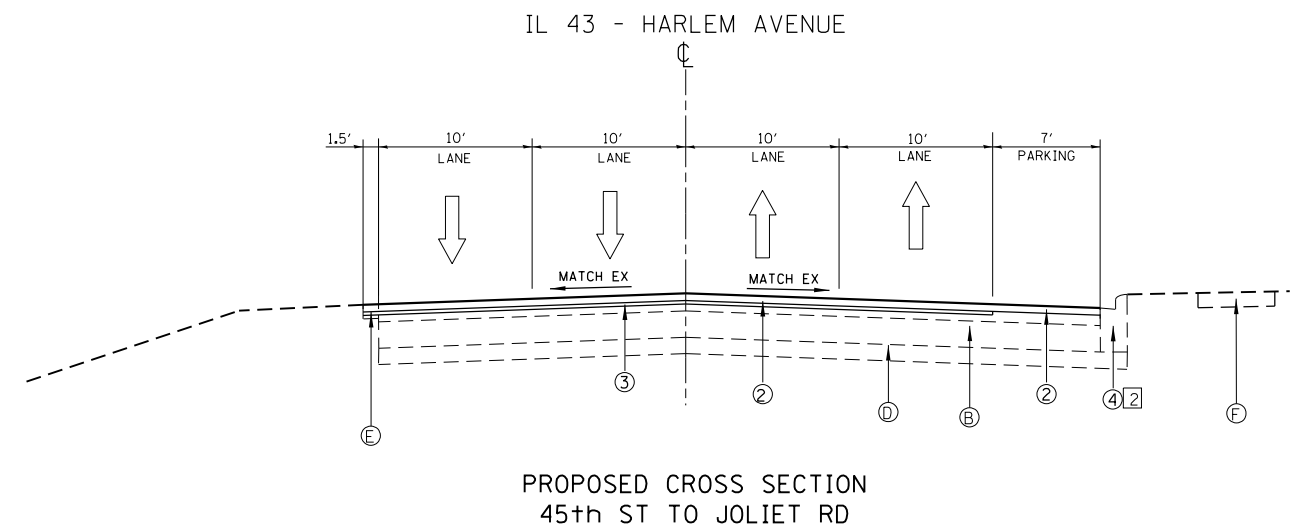 IL 43 - HARLEM AVENUE
℄
1.5' 10' 10' 10' 10' 7'
LANE LANE LANE LANE PARKING
MATCH EX MATCH EX
3 2 D B 2 4 2 F
E
PROPOSED CROSS SECTION
45th ST TO JOLIET RD